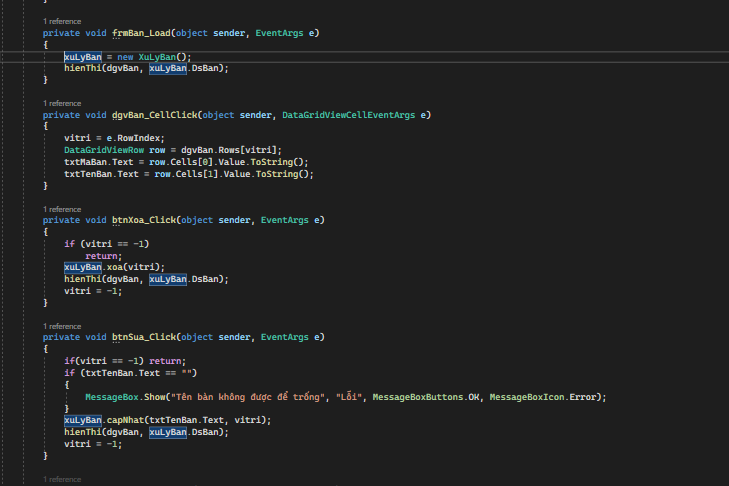 }
1 reference
private void frmBan_Load(object sender, EventArgs e)
{
xuLyBan = new XuLyBan();
hienThi(dgvBan, xuLyBan.DsBan);
}
1 reference
private void dgvBan_CellClick(object sender, DataGridViewCellEventArgs e)
{
vitri = e.RowIndex;
DataGridViewRow row = dgvBan.Rows[vitri];
txtMaBan.Text = row.Cells[0].Value.ToString();
txtTenBan.Text = row.Cells[1].Value.ToString();
}
1 reference
private void btnXoa_Click(object sender, EventArgs e)
{
if (vitri == -1)
return;
xuLyBan.xoa(vitri);
hienThi(dgvBan, xuLyBan.DsBan);
vitri = -1;
}
1 reference
private void btnSua_Click(object sender, EventArgs e)
{
if(vitri == -1) return;
if (txtTenBan.Text == "")
{
MessageBox.Show("Tên bàn không được để trống", "Lỗi", MessageBoxButtons.OK, MessageBoxIcon.Error);
}
xuLyBan.capNhat(txtTenBan.Text, vitri);
hienThi(dgvBan, xuLyBan.DsBan);
vitri = -1;
}
1 reference